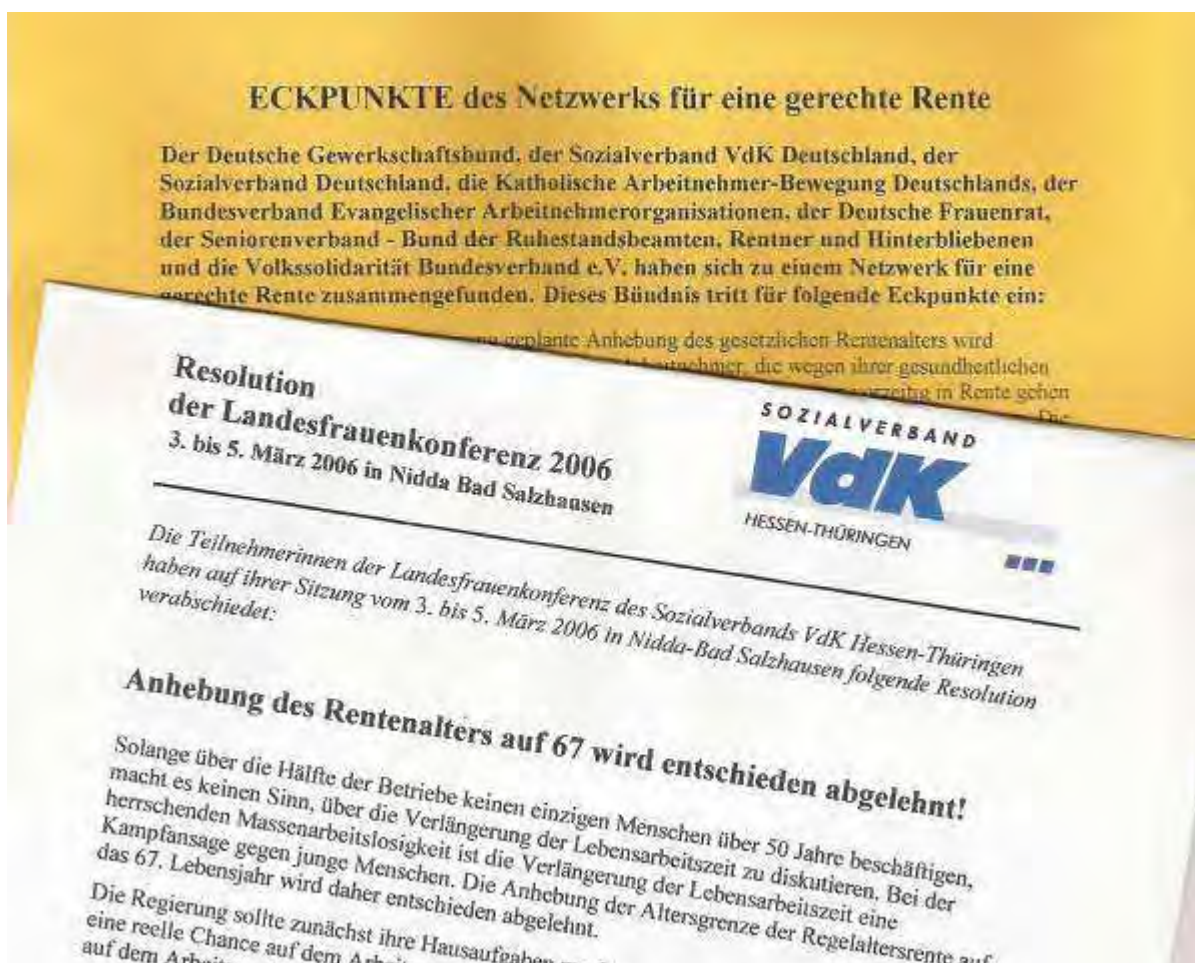 ECKPUNKTE des Netzwerks für eine gerechte Rente
Der Deutsche Gewerkschaftsbund, der Sozialverband VdK Deutschland, der
Sozialverband Deutschland, die Katholische Arbeitnehmer-Bewegung Deutschlands, der
Bundesverband Evangelischer Arbeitnehmerorganisationen, der Deutsche Frauenrat,
der Seniorenverband - Bund der Ruhestandsbeamten, Rentner und Hinterbliebenen
und die Volkssolidarität Bundesverband e.V. haben sich zu einem Netzwerk für eine
gerechte Rente zusammengefunden. Dieses Bündnis tritt für folgende Eckpunkte ein:
geplante Anhebung des gesetzlichen Rentenalters wird
die wegen ihrer gesundheitlichen
vorzeitig in Rente gehen
Die
Resolution
der Landesfrauenkonferenz 2006
3. bis 5. März 2006 in Nidda Bad Salzhausen
SOZIALVERBAND
VdK
HESSEN-THÜRINGEN
Die Teilnehmerinnen der Landesfrauenkonferenz des Sozialverbands VdK Hessen-Thüringen
haben auf ihrer Sitzung vom 3. bis 5. März 2006 in Nidda-Bad Salzhausen folgende Resolution
verabschiedet:
Anhebung des Rentenalters auf 67 wird entschieden abgelehnt!
Solange über die Hälfte der Betriebe keinen einzigen Menschen über 50 Jahre beschäftigen,
macht es keinen Sinn, über die Verlängerung der Lebensarbeitszeit zu diskutieren. Bei der
herrschenden Massenarbeitslosigkeit ist die Verlängerung der Lebensarbeitszeit eine
Kampfansage gegen junge Menschen. Die Anhebung der Altersgrenze der Regelaltersrente auf
das 67. Lebensjahr wird daher entschieden abgelehnt.
Die Regierung sollte zunächst ihre Hausaufgaben
eine reelle Chance auf dem
auf dem